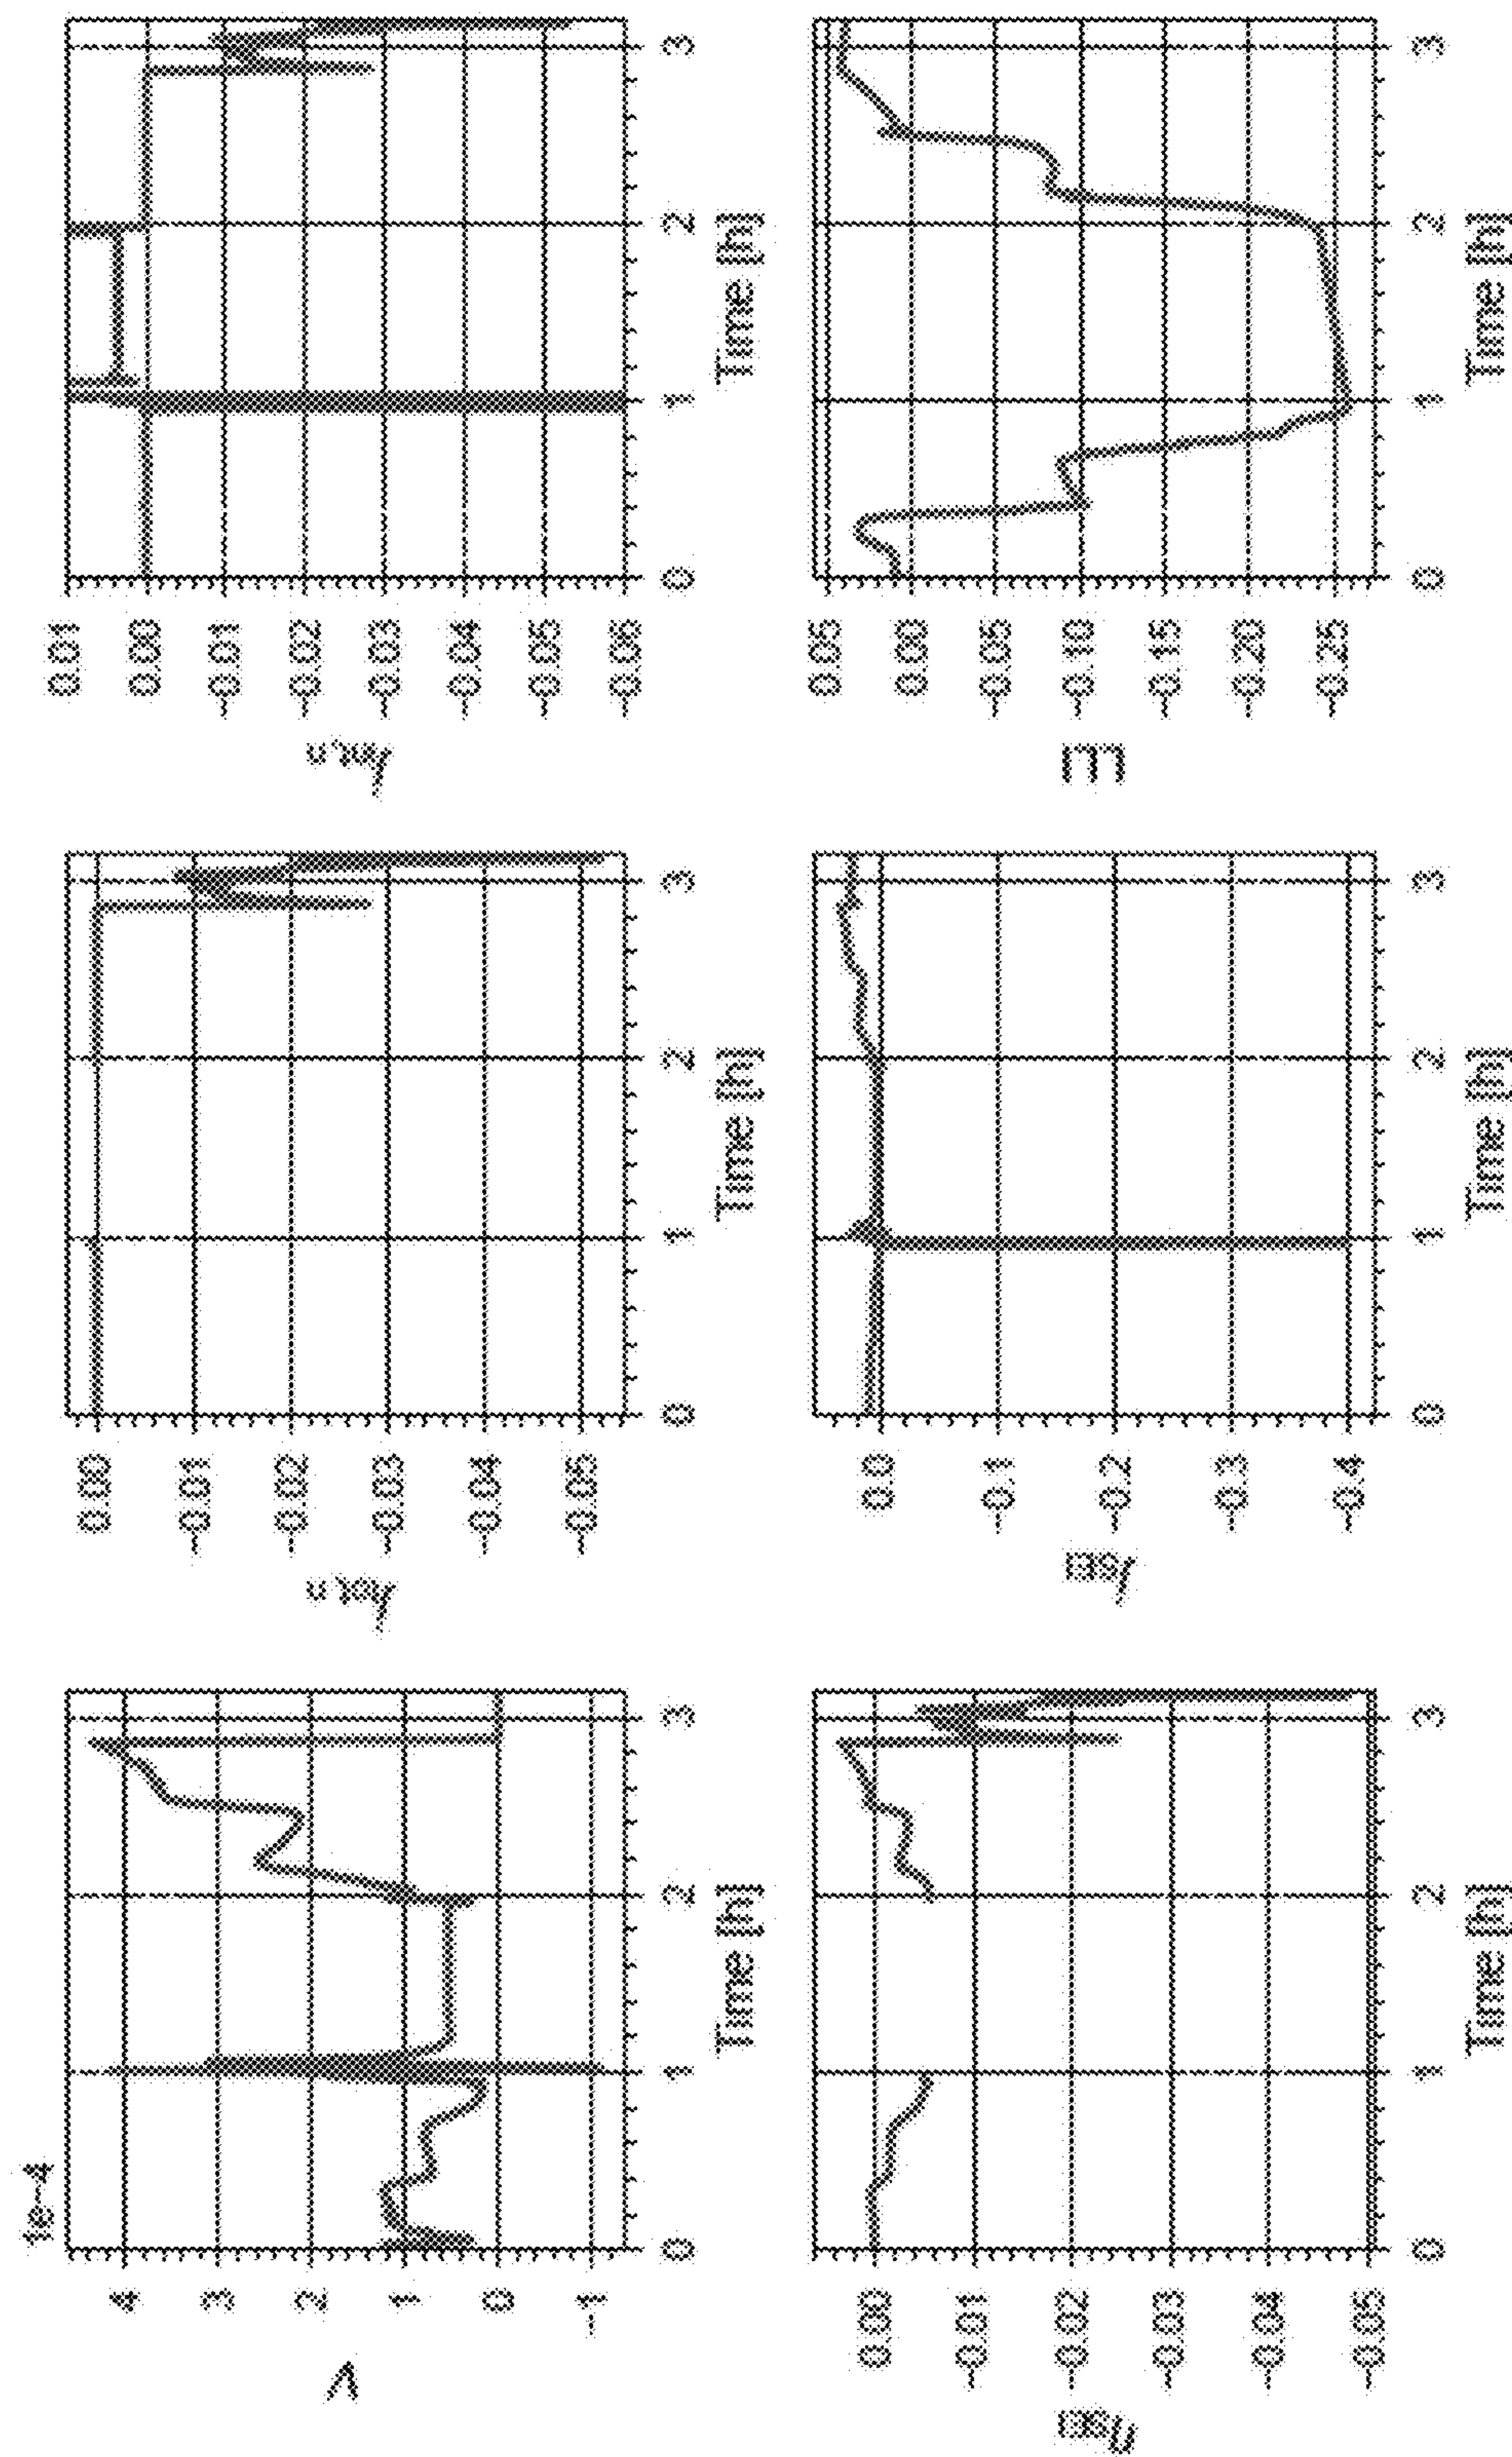 1e-4
4
3
2
1
0
-1
V
0 1 2 3
Time [h]
0.00
-0.01
-0.02
-0.03
-0.04
-0.05
j tot, n
0 1 2 3
Time [h]
0.01
0.00
-0.01
-0.02
-0.03
-0.04
-0.05
-0.06
j int, n
0 1 2 3
Time [h]
0.00
-0.01
-0.02
-0.03
-0.04
-0.05
η SEI
0 1 2 3
Time [h]
0.0
-0.1
-0.2
-0.3
-0.4
j SEI
0 1 2 3
Time [h]
0.05
0.00
-0.05
-0.10
-0.15
-0.20
-0.25
E
0 1 2 3
Time [h]